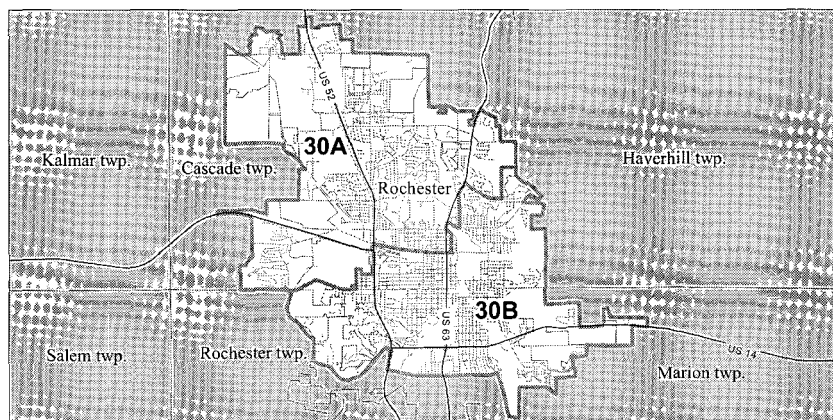 US 52
30A
Kalmar twp.
Cascade twp.
Haverhill twp.
Rochester
30B
US 63
Salem twp.
Rochester twp.
US 14
Marion twp.